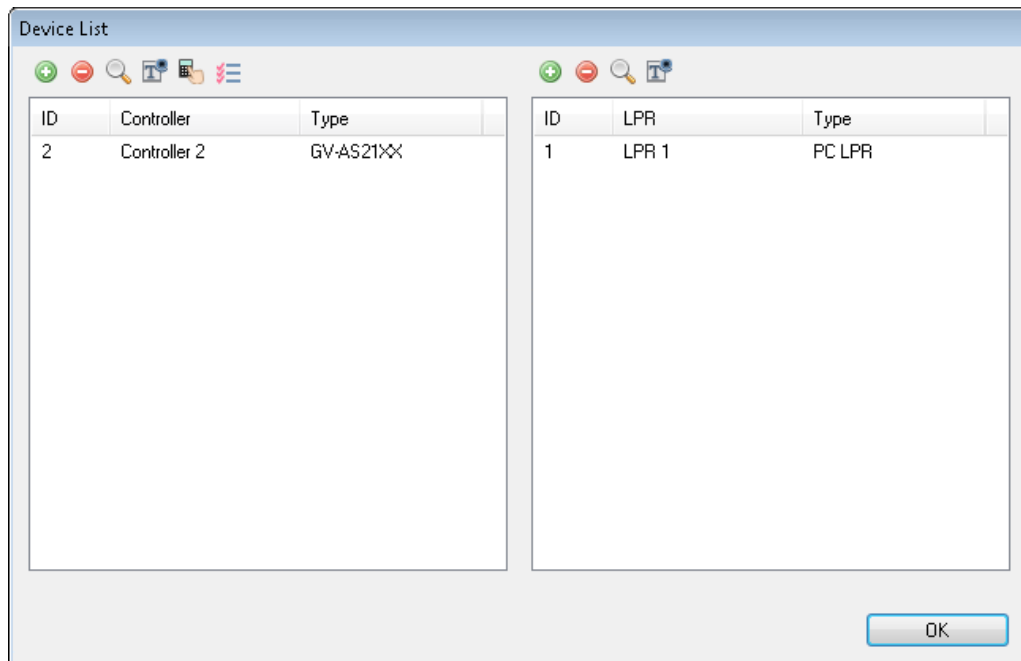 Device List
ID Controller Type
2 Controller 2 GV-AS21XX
ID LPR Type
1 LPR 1 PC LPR
OK